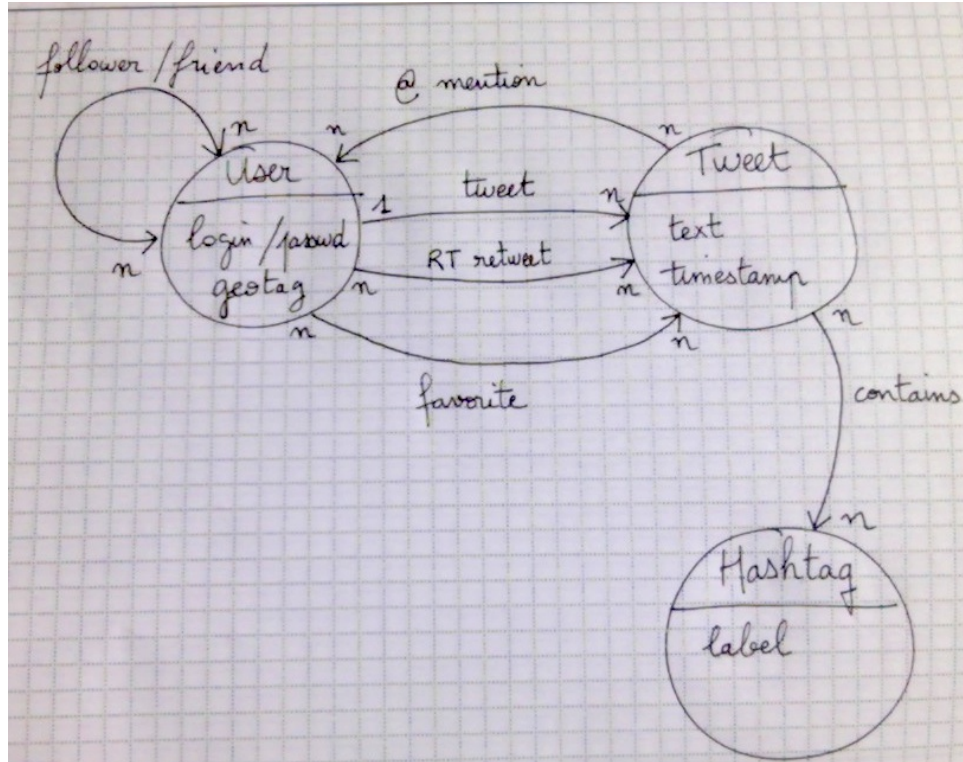 follower/friend
@ mention
n
n
n
User
Tweet
tweet
1
n
login/passwd
geotag
text
timestamp
RT retweet
n
n
n
n
n
n
favorite
contains
n
Hashtag
label